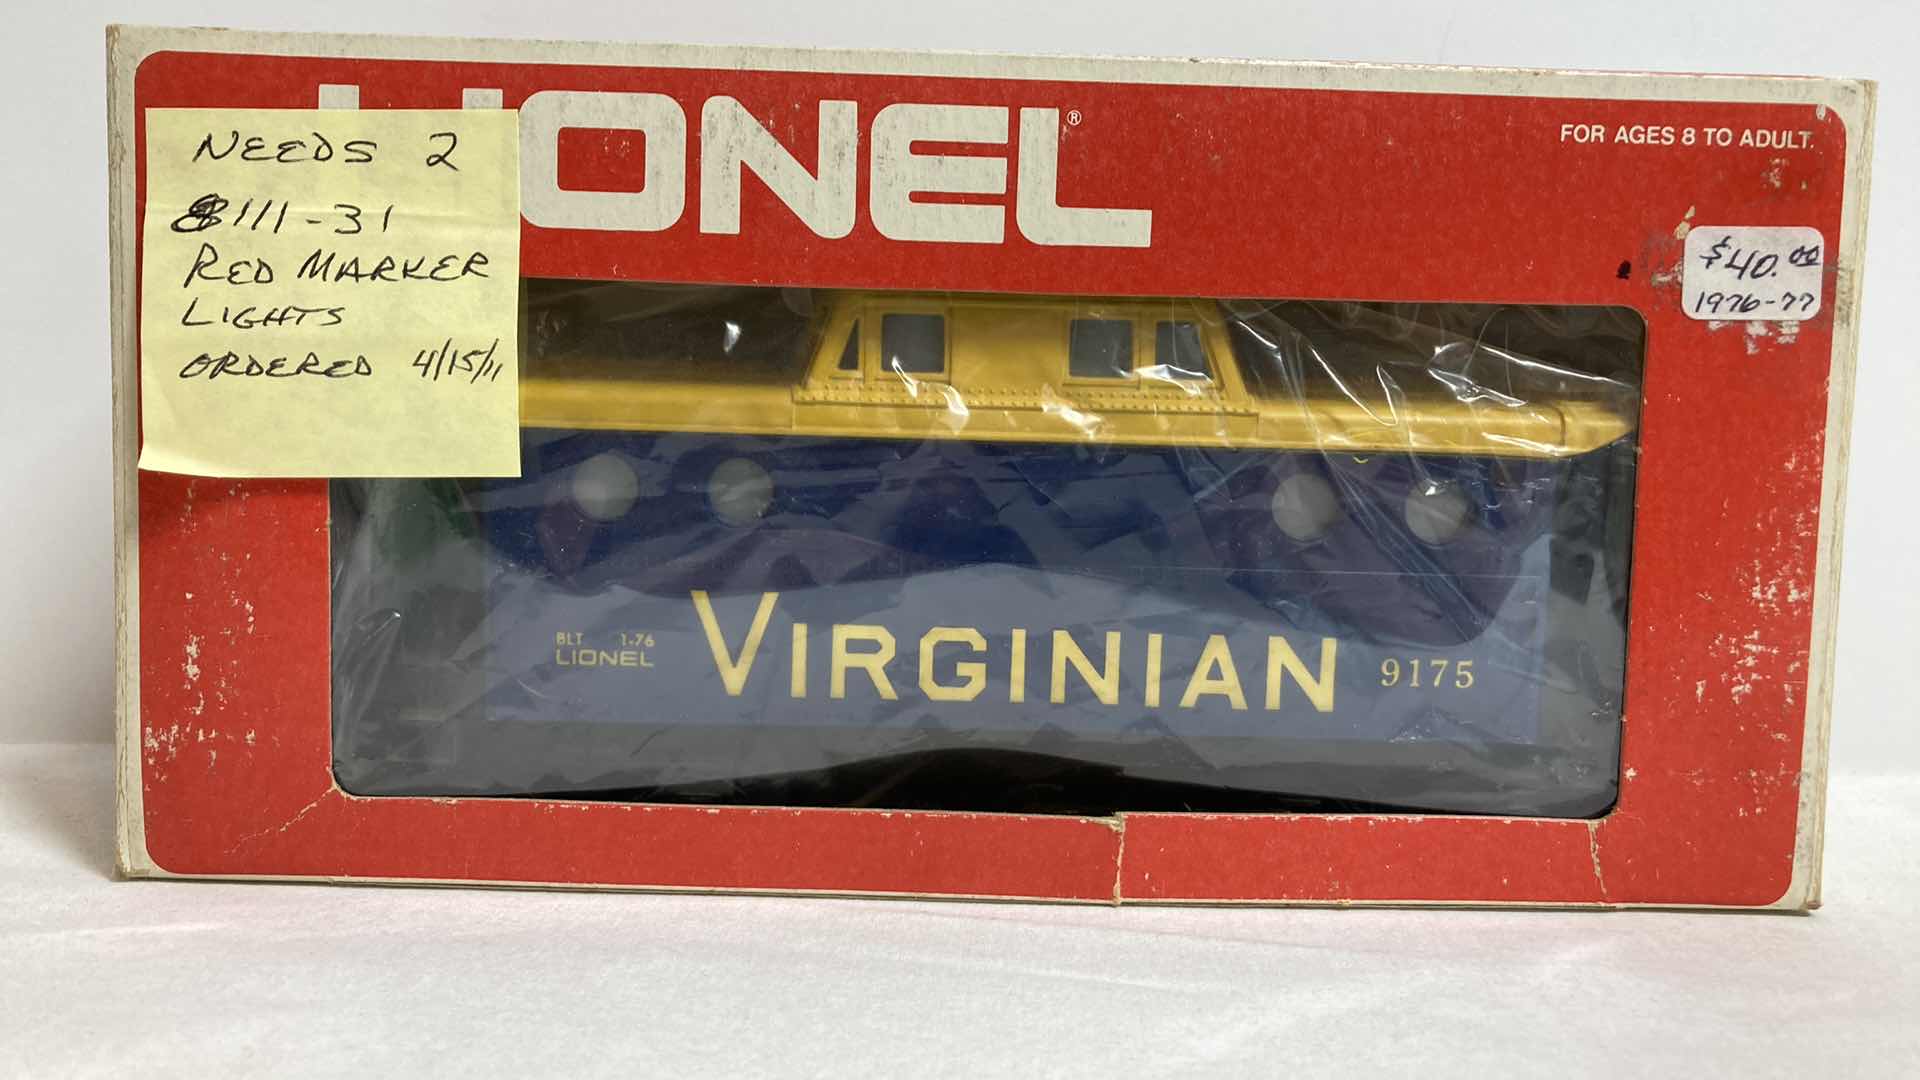 LIONEL®
FOR AGES 8 TO ADULT.
NEEDS 2
8111-31
RED MARKER
LIGHTS
ORDERED 4/15/11
$40.00
1976-77
BLT 1-76
LIONEL
VIRGINIAN
9175